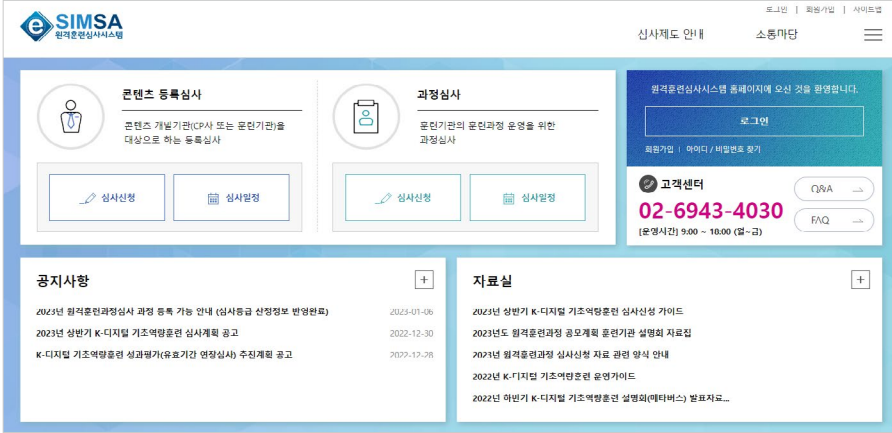 로그인 | 회원가입 | 사이트맵
e SIMSA
원격훈련심사시스템
심사제도 안내 소통마당
콘텐츠 등록심사
콘텐츠 개발기관(CP사 또는 훈련기관)을
대상으로 하는 등록심사
심사신청 심사일정
과정심사
훈련기관의 훈련과정 운영을 위한
과정심사
심사신청 심사일정
원격훈련심사시스템 홈페이지에 오신 것을 환영합니다.
로그인
회원가입 | 아이디 / 비밀번호 찾기
고객센터
02-6943-4030
[운영시간] 9:00 ~ 18:00 (월~금)
Q&A
FAQ
공지사항 +
2023년 원격훈련과정심사 과정 등록 가능 안내 (심사등급 산정정보 반영완료) 2023-01-06
2023년 상반기 K-디지털 기초역량훈련 심사계획 공고 2022-12-30
K-디지털 기초역량훈련 성과평가(유효기간 연장심사) 추진계획 공고 2022-12-28
자료실 +
2023년 상반기 K-디지털 기초역량훈련 심사신청 가이드
2023년도 원격훈련과정 공모계획 훈련기관 설명회 자료집
2023년 원격훈련과정 심사신청 자료 관련 양식 안내
2022년 K-디지털 기초역량훈련 운영가이드
2022년 하반기 K-디지털 기초역량훈련 설명회(메타버스) 발표자료...